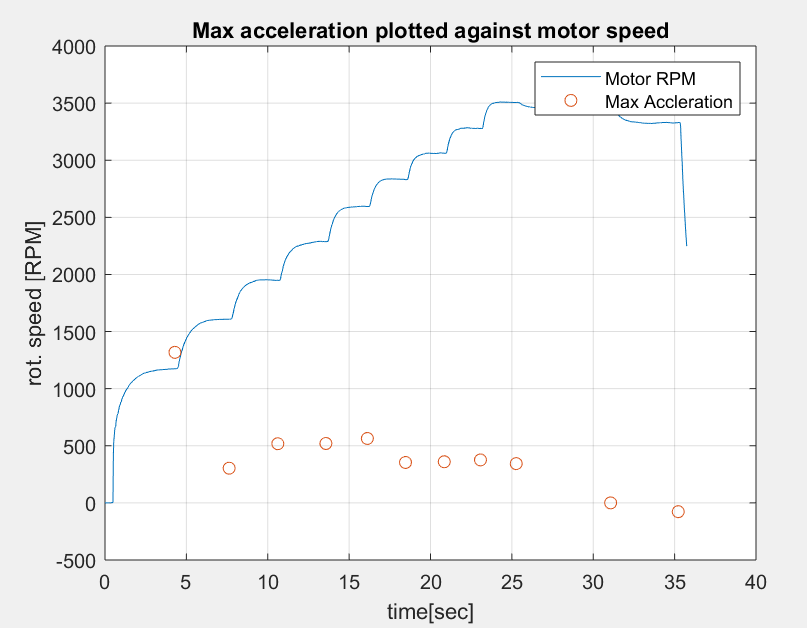 Max acceleration plotted against motor speed
4000
3500
3000
2500
2000
1500
1000
500
0
-500
rot. speed [RPM]
Motor RPM
Max Accleration
0 5 10 15 20 25 30 35 40
time[sec]